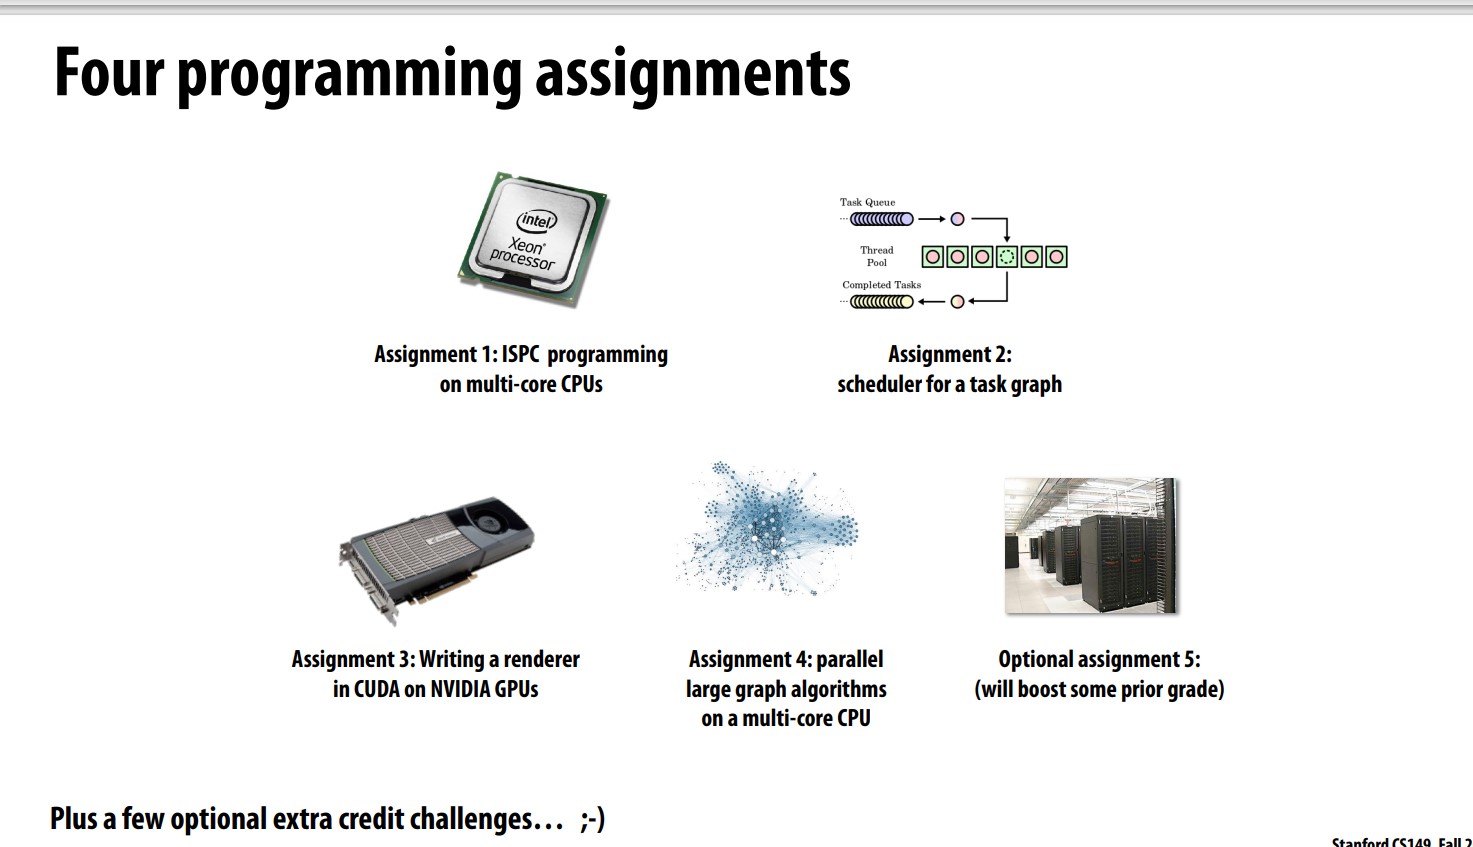 Four programming assignments
intel
Xeon®
processor
Task Queue
Thread
Pool
Completed Tasks
Assignment 1: ISPC programming
on multi-core CPUs
Assignment 2:
scheduler for a task graph
Assignment 3: Writing a renderer
in CUDA on NVIDIA GPUs
Assignment 4: parallel
large graph algorithms
on a multi-core CPU
Optional assignment 5:
(will boost some prior grade)
Plus a few optional extra credit challenges… ;-)
Stanford CS149, Fall 2